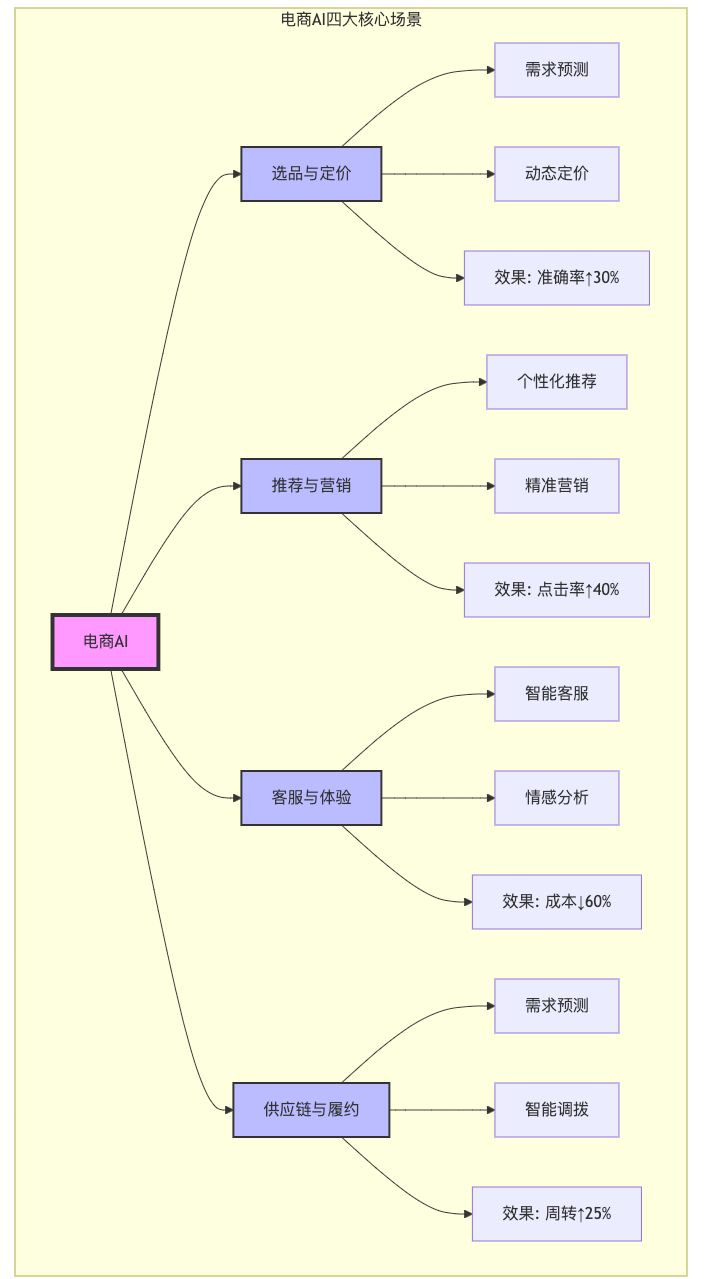 电商AI四大核心场景
需求预测
选品与定价
动态定价
效果: 准确率↑30%
个性化推荐
推荐与营销
精准营销
效果: 点击率↑40%
电商AI
智能客服
客服与体验
情感分析
效果: 成本↓60%
需求预测
供应链与履约
智能调拨
效果: 周转↑25%